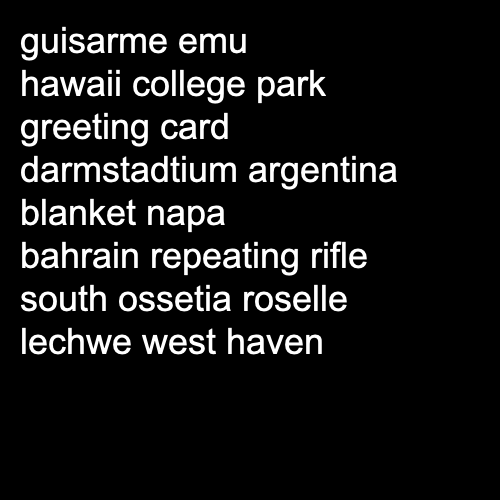 guisarme emu
hawaii college park
greeting card
darmstadtium argentina
blanket napa
bahrain repeating rifle
south ossetia roselle
lechwe west haven